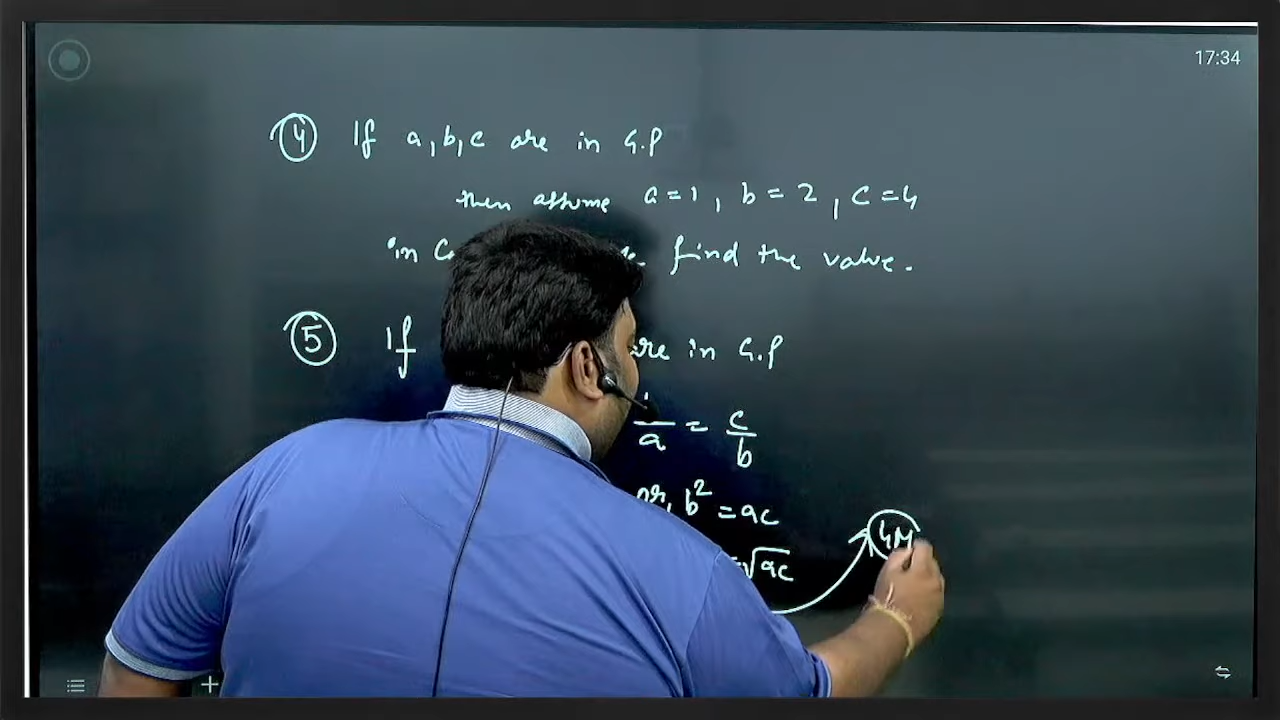 17:34
④ If a, b, c are in G.P
then assume a = 1, b = 2, c = 4
in find the value.
⑤ If are in G.P
a = c/b
or, b² = ac
= √ac
GM